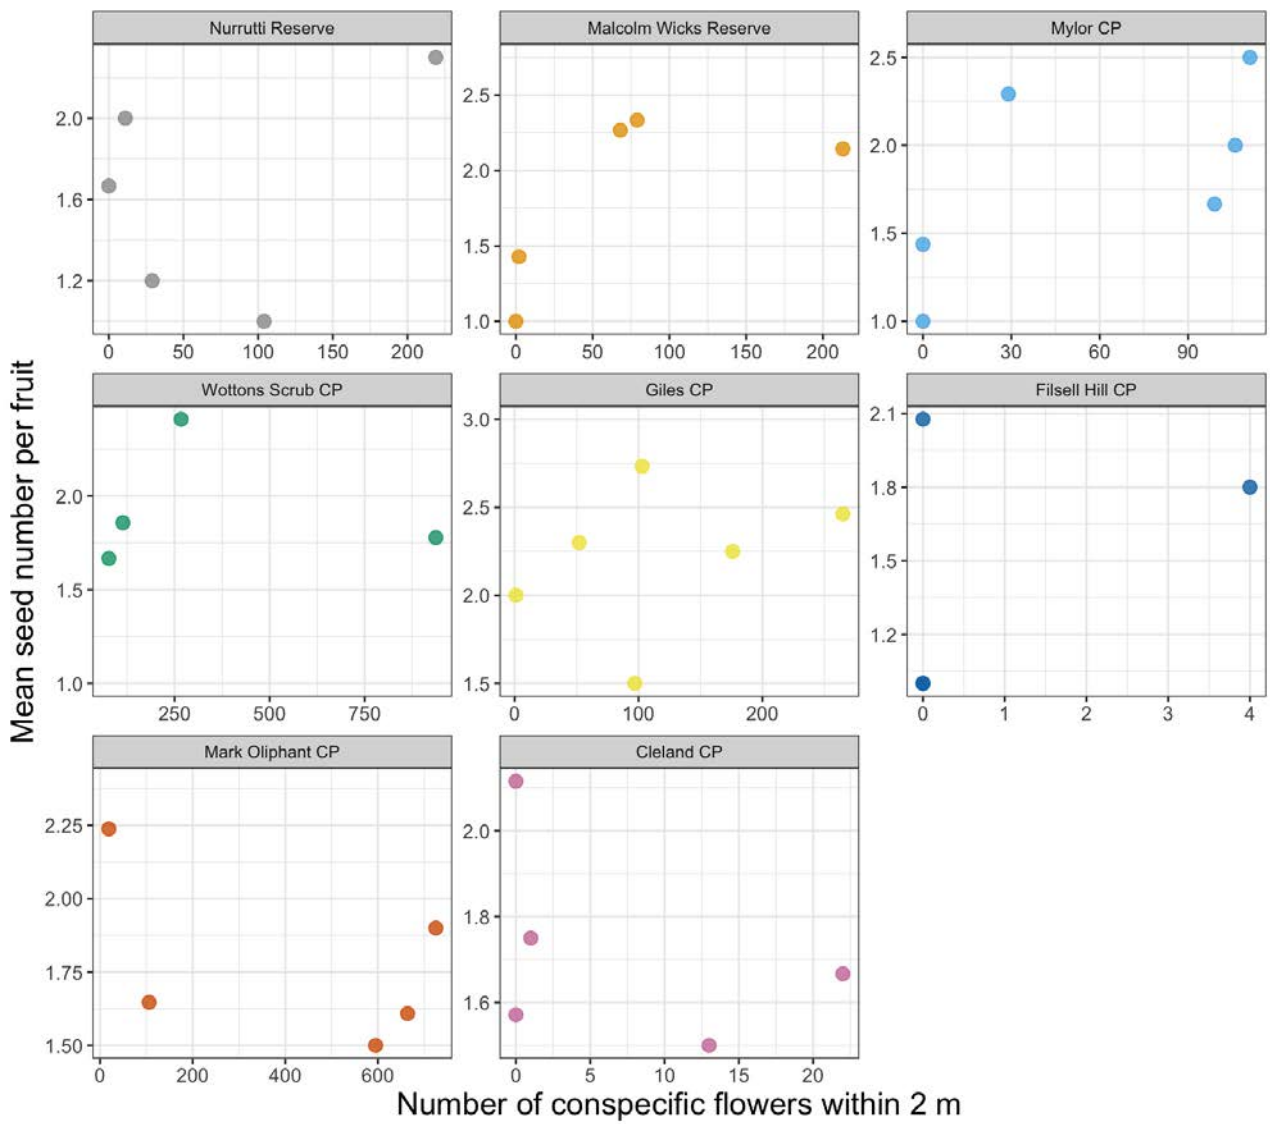 Nurrutti Reserve
Malcolm Wicks Reserve
Mylor CP
2.0
1.6
1.2
0 50 100 150 200
2.5
2.0
1.5
1.0
0 50 100 150 200
2.5
2.0
1.5
1.0
0 30 60 90
Mean seed number per fruit
Wottons Scrub CP
Giles CP
Filsell Hill CP
2.0
1.5
1.0
250 500 750
3.0
2.5
2.0
1.5
0 100 200
2.1
1.8
1.5
1.2
0 1 2 3 4
Mark Oliphant CP
Cleland CP
2.25
2.00
1.75
1.50
0 200 400 600
2.0
1.8
1.6
0 5 10 15 20
Number of conspecific flowers within 2 m